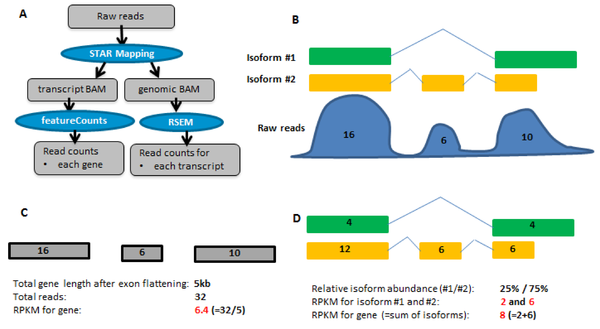 A
Raw reads
STAR Mapping
transcript BAM
genomic BAM
featureCounts
RSEM
Read counts
• each gene
Read counts for
• each transcript
B
Isoform #1
Isoform #2
Raw reads
16
6
10
C
16
6
10
Total gene length after exon flattening: 5kb
Total reads: 32
RPKM for gene: 6.4 (=32/5)
D
4
4
12
6
6
Relative isoform abundance (#1/#2): 25% / 75%
RPKM for isoform #1 and #2: 2 and 6
RPKM for gene (=sum of isoforms): 8 (=2+6)